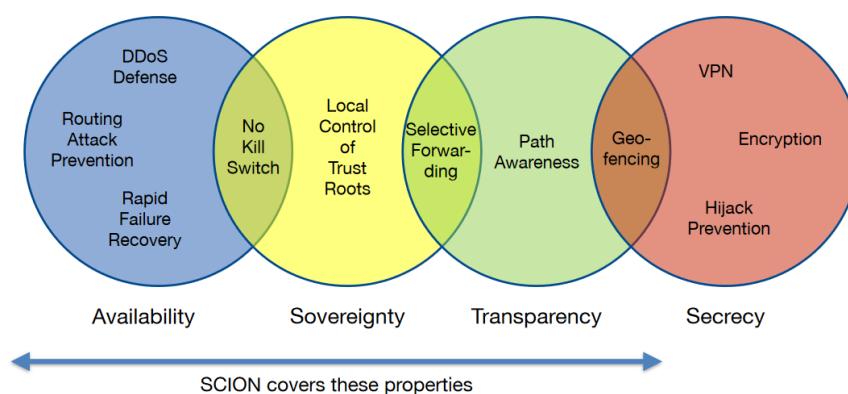 DDoS
Defense
Routing
Attack
Prevention
Rapid
Failure
Recovery
No
Kill
Switch
Local
Control
of
Trust
Roots
Selective
Forwar-
ding
Path
Awareness
Geo-
fencing
VPN
Encryption
Hijack
Prevention
Availability
Sovereignty
Transparency
Secrecy
SCION covers these properties